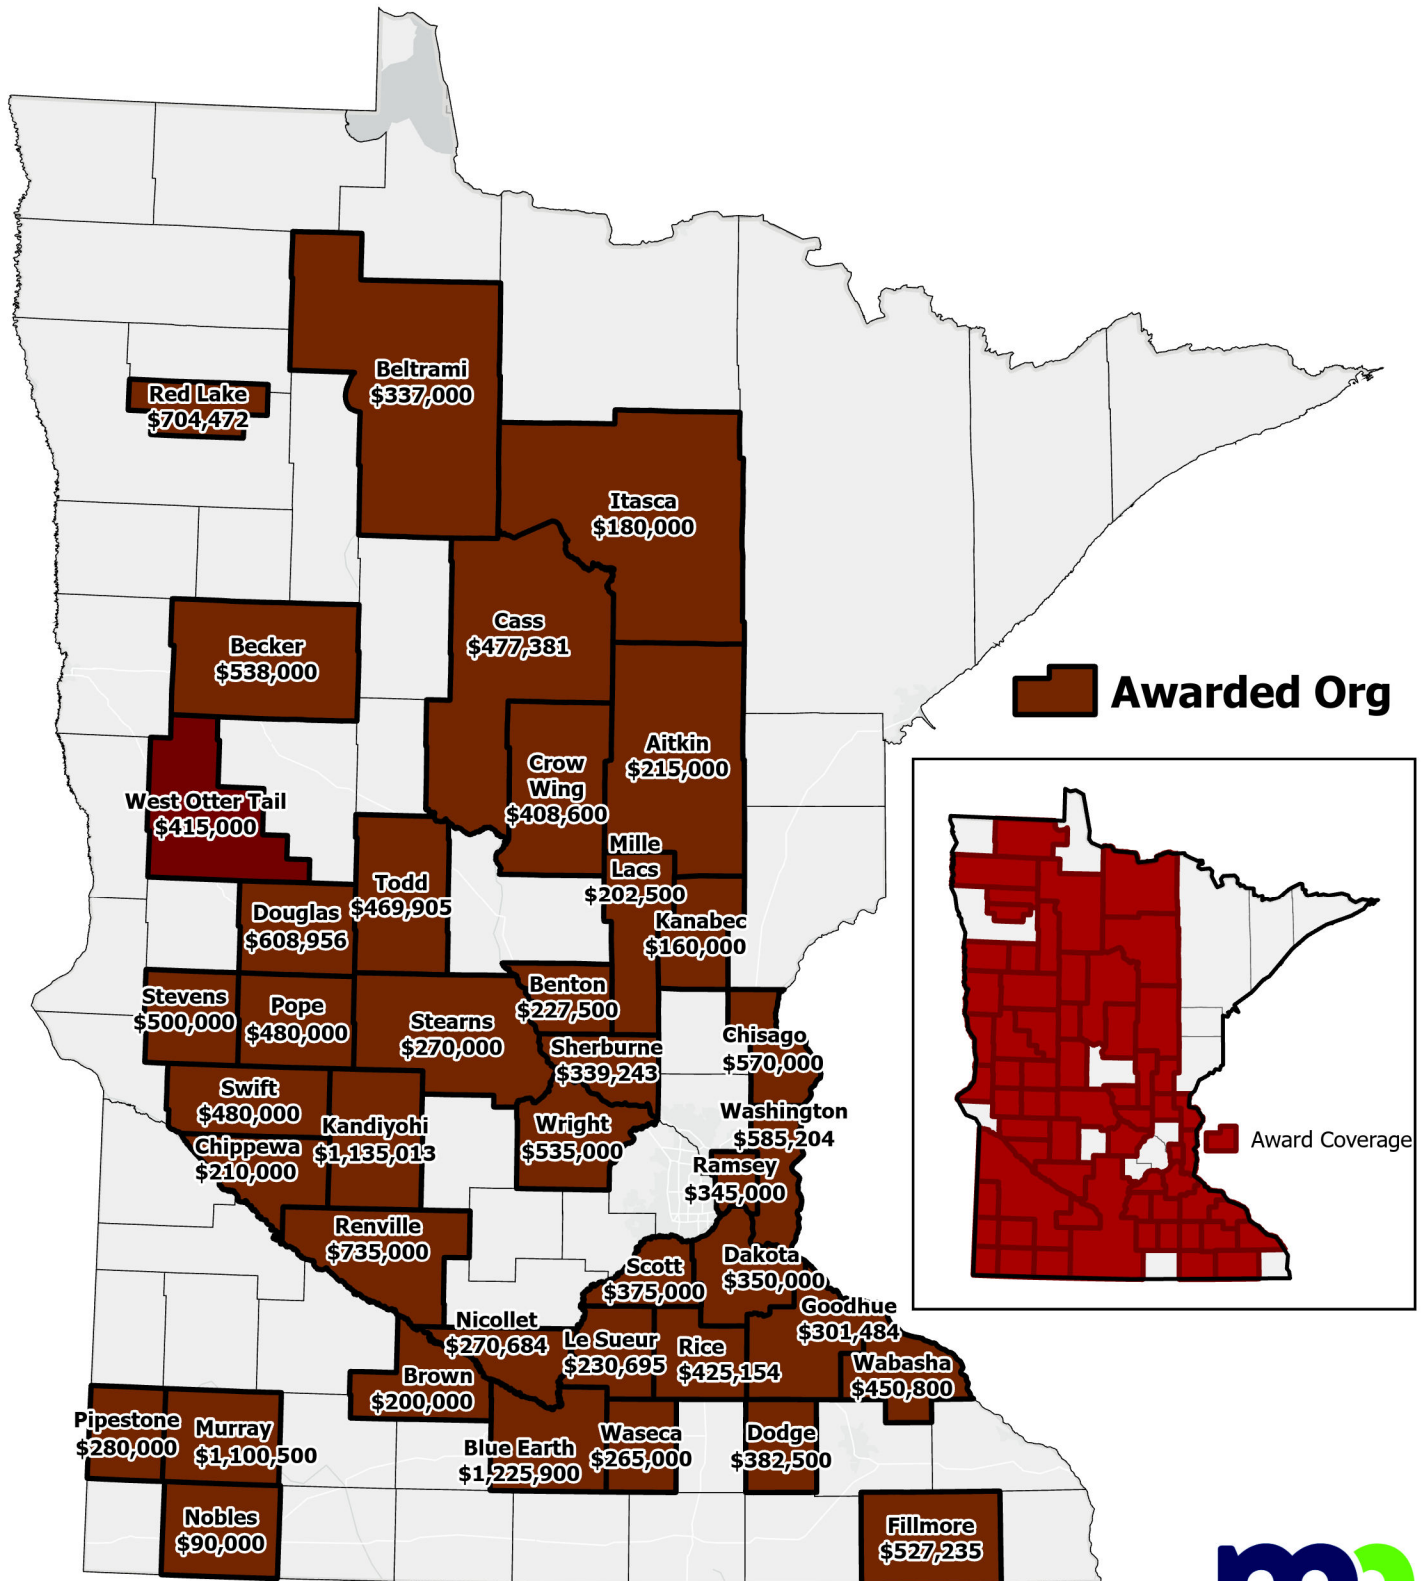 Beltrami
$337,000
Red Lake
$704,472
Itasca
$180,000
Cass
$477,381
Becker
$538,000
Awarded Org
Aitkin
$215,000
Crow
Wing
$408,600
West Otter Tail
$415,000
Mille
Lacs
$202,500
Todd
$469,905
Douglas
$608,956
Kanabec
$160,000
Benton
$227,500
Stevens
$500,000
Pope
$480,000
Stearns
$270,000
Chisago
$570,000
Sherburne
$339,243
Swift
$480,000
Kandiyohi
$1,135,013
Wright
$535,000
Washington
$585,204
Award Coverage
Chippewa
$210,000
Ramsey
$345,000
Renville
$735,000
Scott
$375,000
Dakota
$350,000
Goodhue
$301,484
Nicollet
$270,684
Le Sueur
$230,695
Rice
$425,154
Wabasha
$450,800
Brown
$200,000
Pipestone
$280,000
Murray
$1,100,500
Blue Earth
$1,225,900
Waseca
$265,000
Dodge
$382,500
Nobles
$90,000
Fillmore
$527,235